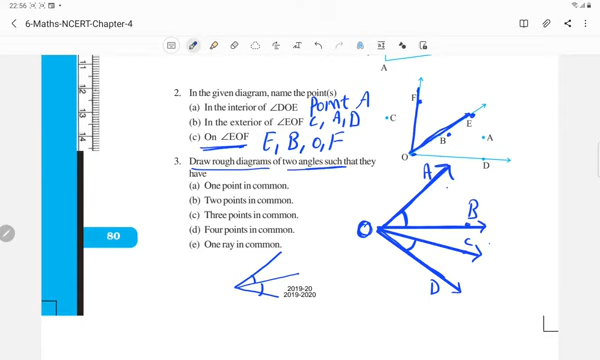 22:56
6-Maths-NCERT-Chapter-4
A
11
12
13
14
2. In the given diagram, name the point(s)
(a) In the interior of ∠DOE Point A
(b) In the exterior of ∠EOF C, A, D
(c) On ∠EOF E, B, O, F
F
C
E
B
A
O
D
3. Draw rough diagrams of two angles such that they
have
(a) One point in common.
(b) Two points in common.
(c) Three points in common.
(d) Four points in common.
(e) One ray in common.
A
B
O
C
D
80
2019-20
2019-2020